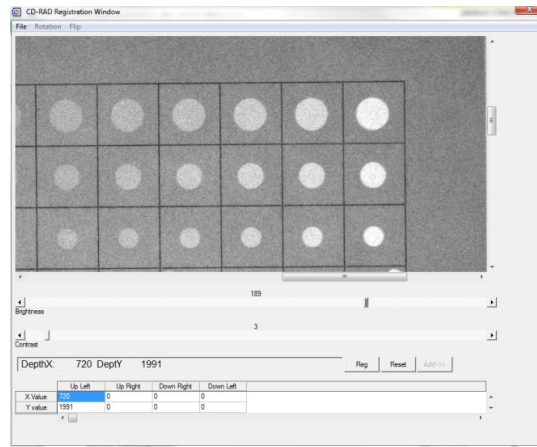 CD-RAD Registration Window
File Rotation Flip
189
Brightness
3
Contrast
DepthX: 720 DeptY 1991
Reg Reset Add->>
Up Left Up Right Down Right Down Left
X Value 720 0 0 0
Y value 1991 0 0 0